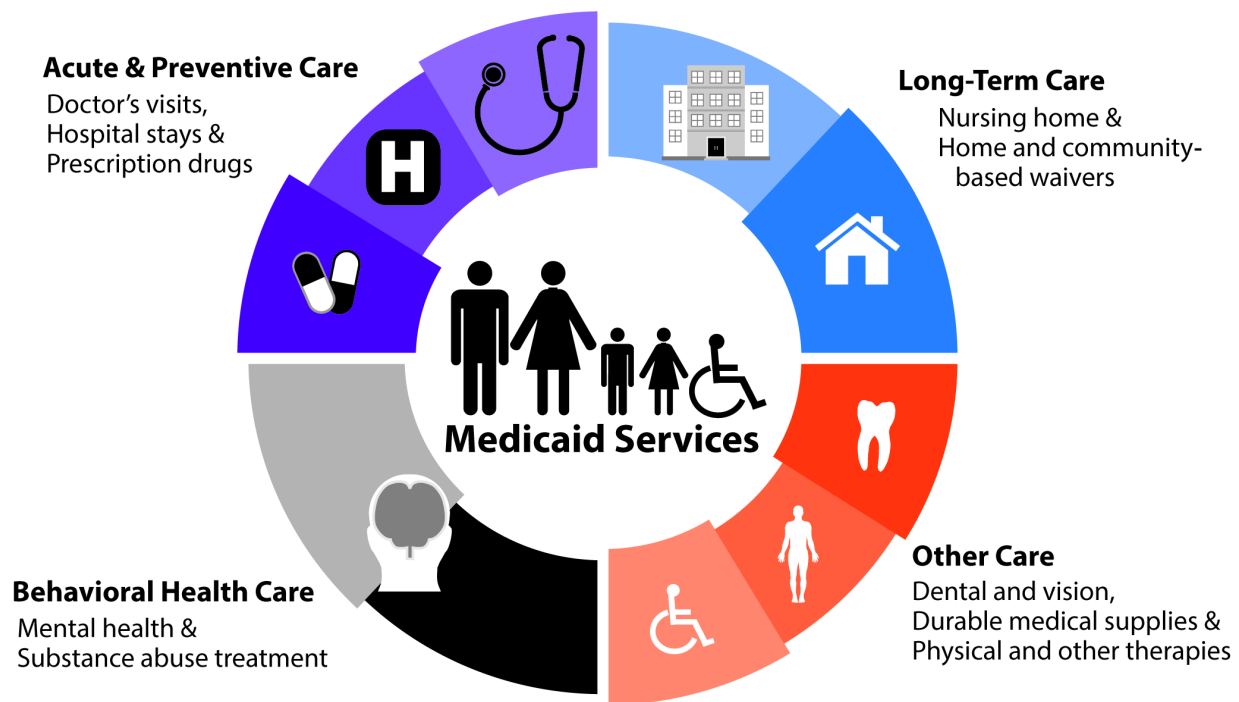 Acute & Preventive Care
Doctor’s visits,
Hospital stays &
Prescription drugs
H
Long-Term Care
Nursing home &
Home and community-
based waivers
Medicaid Services
Behavioral Health Care
Mental health &
Substance abuse treatment
Other Care
Dental and vision,
Durable medical supplies &
Physical and other therapies